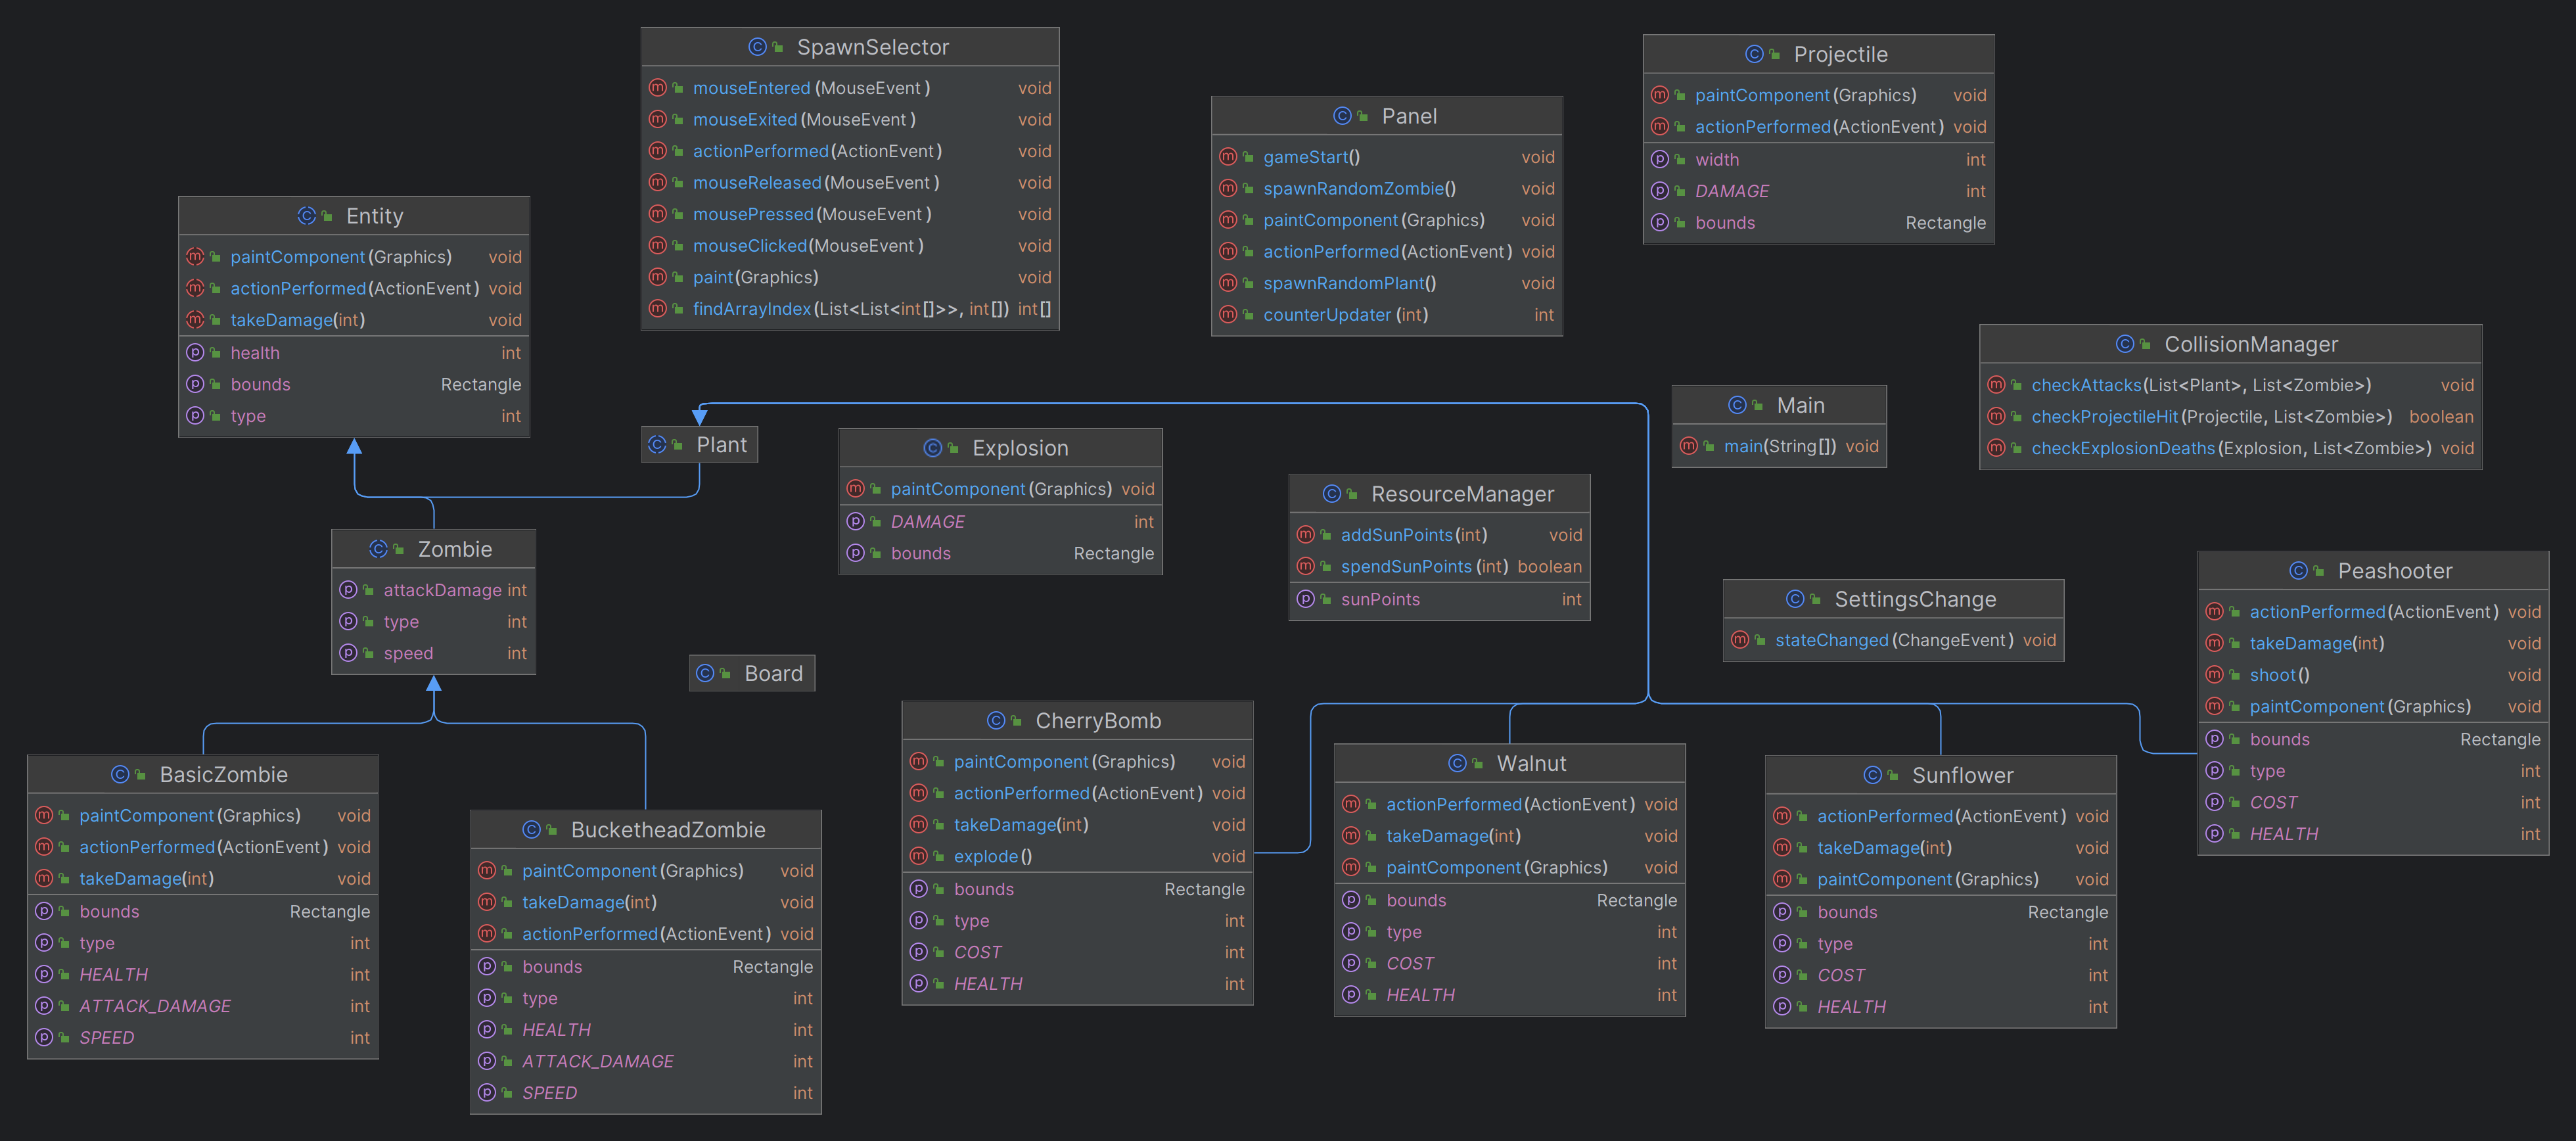 SpawnSelector
mouseEntered(MouseEvent) void
mouseExited(MouseEvent) void
actionPerformed(ActionEvent) void
mouseReleased(MouseEvent) void
mousePressed(MouseEvent) void
mouseClicked(MouseEvent) void
paint(Graphics) void
findArrayIndex(List<List<int[]>>, int[]) int[]
Projectile
paintComponent(Graphics) void
actionPerformed(ActionEvent) void
width int
DAMAGE int
bounds Rectangle
Panel
gameStart() void
spawnRandomZombie() void
paintComponent(Graphics) void
actionPerformed(ActionEvent) void
spawnRandomPlant() void
counterUpdater(int) int
Entity
paintComponent(Graphics) void
actionPerformed(ActionEvent) void
takeDamage(int) void
health int
bounds Rectangle
type int
CollisionManager
checkAttacks(List<Plant>, List<Zombie>) void
checkProjectileHit(Projectile, List<Zombie>) boolean
checkExplosionDeaths(Explosion, List<Zombie>) void
Main
main(String[]) void
Plant
Explosion
paintComponent(Graphics) void
DAMAGE int
bounds Rectangle
ResourceManager
addSunPoints(int) void
spendSunPoints(int) boolean
sunPoints int
Zombie
attackDamage int
type int
speed int
Peashooter
actionPerformed(ActionEvent) void
takeDamage(int) void
shoot() void
paintComponent(Graphics) void
bounds Rectangle
type int
COST int
HEALTH int
SettingsChange
stateChanged(ChangeEvent) void
Board
CherryBomb
paintComponent(Graphics) void
actionPerformed(ActionEvent) void
takeDamage(int) void
explode() void
bounds Rectangle
type int
COST int
HEALTH int
Walnut
actionPerformed(ActionEvent) void
takeDamage(int) void
paintComponent(Graphics) void
bounds Rectangle
type int
COST int
HEALTH int
Sunflower
actionPerformed(ActionEvent) void
takeDamage(int) void
paintComponent(Graphics) void
bounds Rectangle
type int
COST int
HEALTH int
BasicZombie
paintComponent(Graphics) void
actionPerformed(ActionEvent) void
takeDamage(int) void
bounds Rectangle
type int
HEALTH int
ATTACK_DAMAGE int
SPEED int
BucketheadZombie
paintComponent(Graphics) void
takeDamage(int) void
actionPerformed(ActionEvent) void
bounds Rectangle
type int
HEALTH int
ATTACK_DAMAGE int
SPEED int